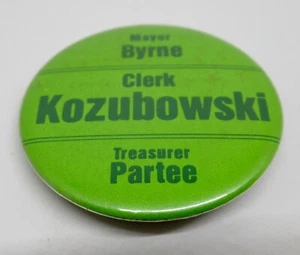 Mayor
Byrne
Clerk
Kozubowski
Treasurer
Partee